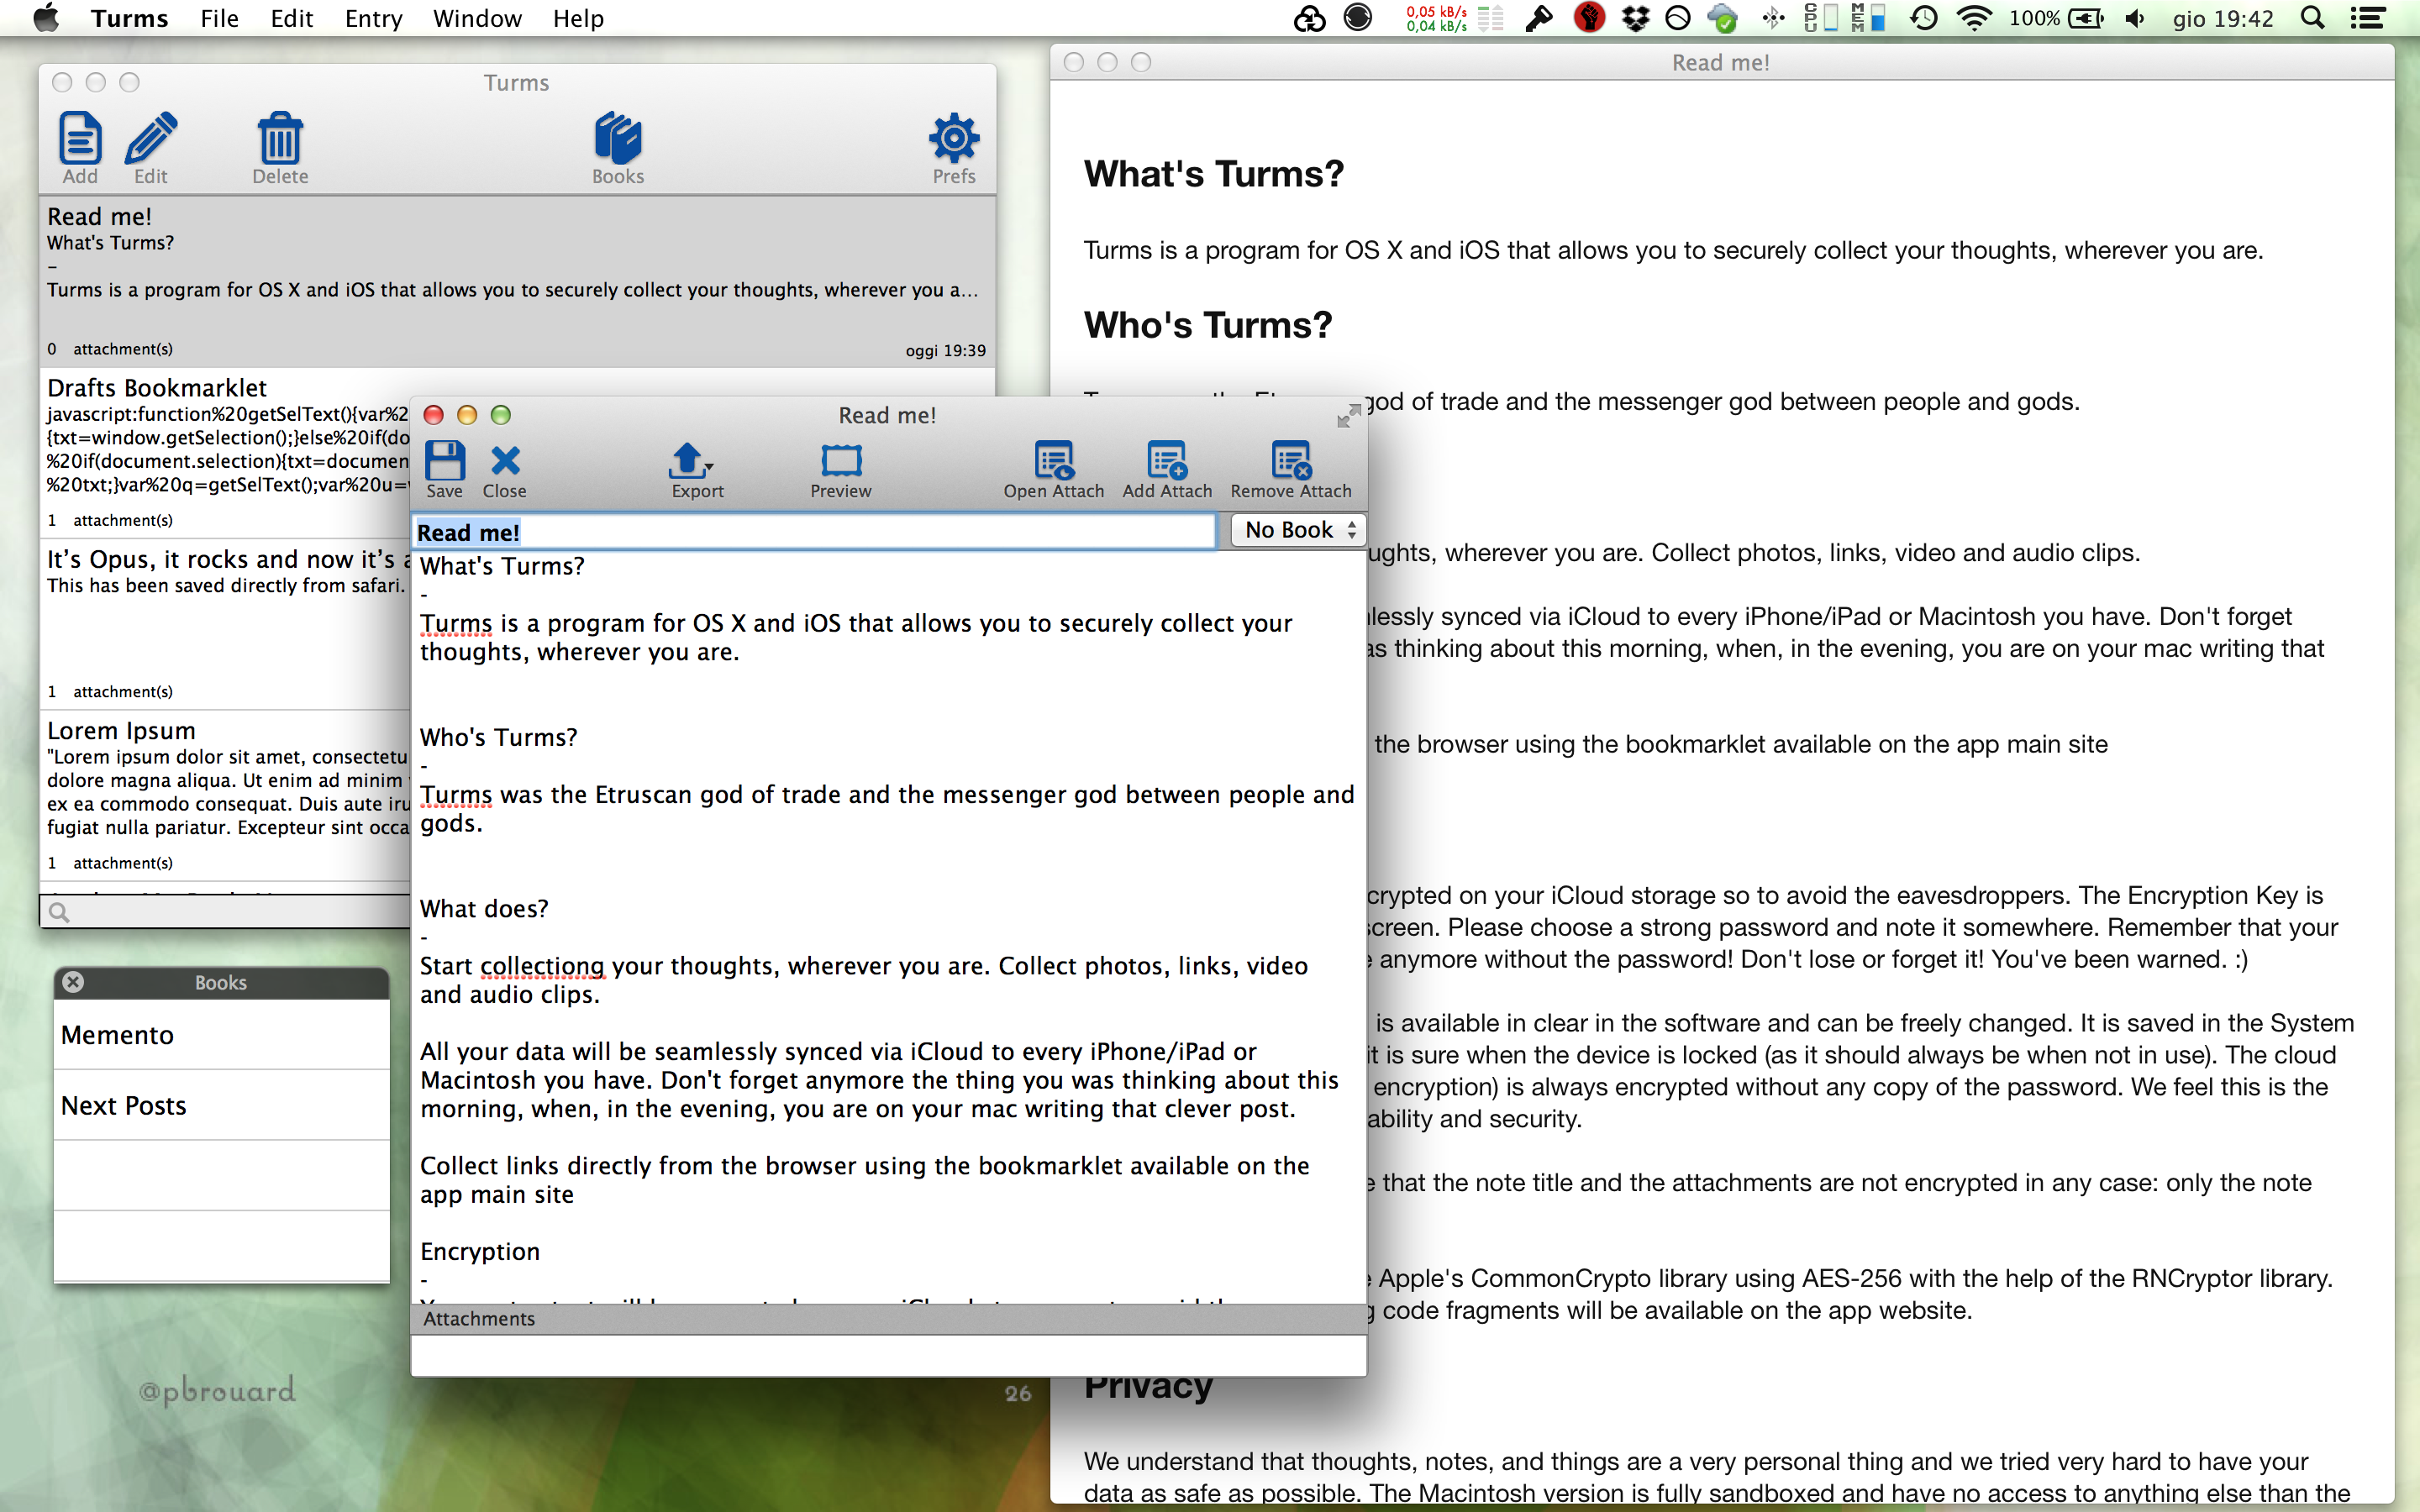 Turms File Edit Entry Window Help
0,05 kB/s
0,04 kB/s
CPU MEM 100% gio 19:42
Turms
Add Edit Delete Books Prefs
Read me!
What's Turms?
-
Turms is a program for OS X and iOS that allows you to securely collect your thoughts, wherever you a...
0 attachment(s) oggi 19:39
Drafts Bookmarklet
javascript:function%20getSelText(){var%2
{txt=window.getSelection();}else%20if(do
%20if(document.selection){txt=documen
%20txt;}var%20q=getSelText();var%20u=
1 attachment(s)
It’s Opus, it rocks and now it’s
This has been saved directly from safari.
1 attachment(s)
Lorem Ipsum
"Lorem ipsum dolor sit amet, consectetu
dolore magna aliqua. Ut enim ad minim
ex ea commodo consequat. Duis aute iru
fugiat nulla pariatur. Excepteur sint occa
1 attachment(s)
Books
Memento
Next Posts
@pbrouard
26
Read me!
Save Close Export Preview Open Attach Add Attach Remove Attach
Read me! No Book
What's Turms?
-
Turms is a program for OS X and iOS that allows you to securely collect your
thoughts, wherever you are.
Who's Turms?
-
Turms was the Etruscan god of trade and the messenger god between people and
gods.
What does?
-
Start collectiong your thoughts, wherever you are. Collect photos, links, video
and audio clips.
All your data will be seamlessly synced via iCloud to every iPhone/iPad or
Macintosh you have. Don't forget anymore the thing you was thinking about this
morning, when, in the evening, you are on your mac writing that clever post.
Collect links directly from the browser using the bookmarklet available on the
app main site
Encryption
-
Attachments
Read me!
What's Turms?
Turms is a program for OS X and iOS that allows you to securely collect your thoughts, wherever you are.
Who's Turms?
god of trade and the messenger god between people and gods.
ughts, wherever you are. Collect photos, links, video and audio clips.
lessly synced via iCloud to every iPhone/iPad or Macintosh you have. Don't forget
as thinking about this morning, when, in the evening, you are on your mac writing that
the browser using the bookmarklet available on the app main site
crypted on your iCloud storage so to avoid the eavesdroppers. The Encryption Key is
screen. Please choose a strong password and note it somewhere. Remember that your
e anymore without the password! Don't lose or forget it! You've been warned. :)
is available in clear in the software and can be freely changed. It is saved in the System
it is sure when the device is locked (as it should always be when not in use). The cloud
encryption) is always encrypted without any copy of the password. We feel this is the
ability and security.
e that the note title and the attachments are not encrypted in any case: only the note
e Apple's CommonCrypto library using AES-256 with the help of the RNCryptor library.
g code fragments will be available on the app website.
Privacy
We understand that thoughts, notes, and things are a very personal thing and we tried very hard to have your
data as safe as possible. The Macintosh version is fully sandboxed and have no access to anything else than the